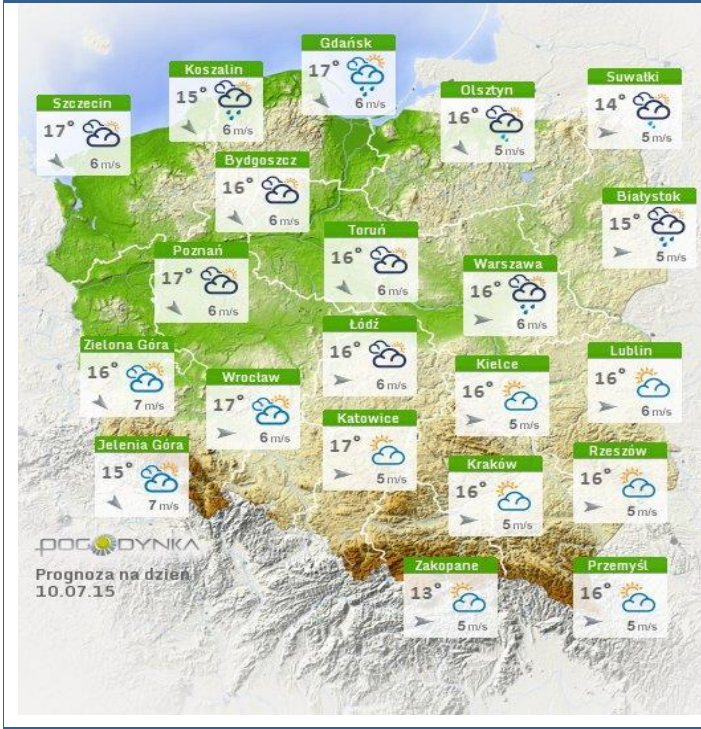 Gdańsk
17°
6 m/s
Koszalin
15°
6 m/s
Szczecin
17°
6 m/s
Olsztyn
16°
5 m/s
Suwałki
14°
5 m/s
Bydgoszcz
16°
6 m/s
Białystok
15°
5 m/s
Toruń
16°
6 m/s
Poznań
17°
6 m/s
Warszawa
16°
6 m/s
Łódź
16°
6 m/s
Zielona Góra
16°
7 m/s
Wrocław
17°
6 m/s
Kielce
16°
5 m/s
Lublin
16°
6 m/s
Katowice
17°
5 m/s
Jelenia Góra
15°
7 m/s
Kraków
16°
5 m/s
Rzeszów
16°
5 m/s
POGODYNKA
Prognoza na dzień
10.07.15
Zakopane
13°
5 m/s
Przemyśl
16°
5 m/s